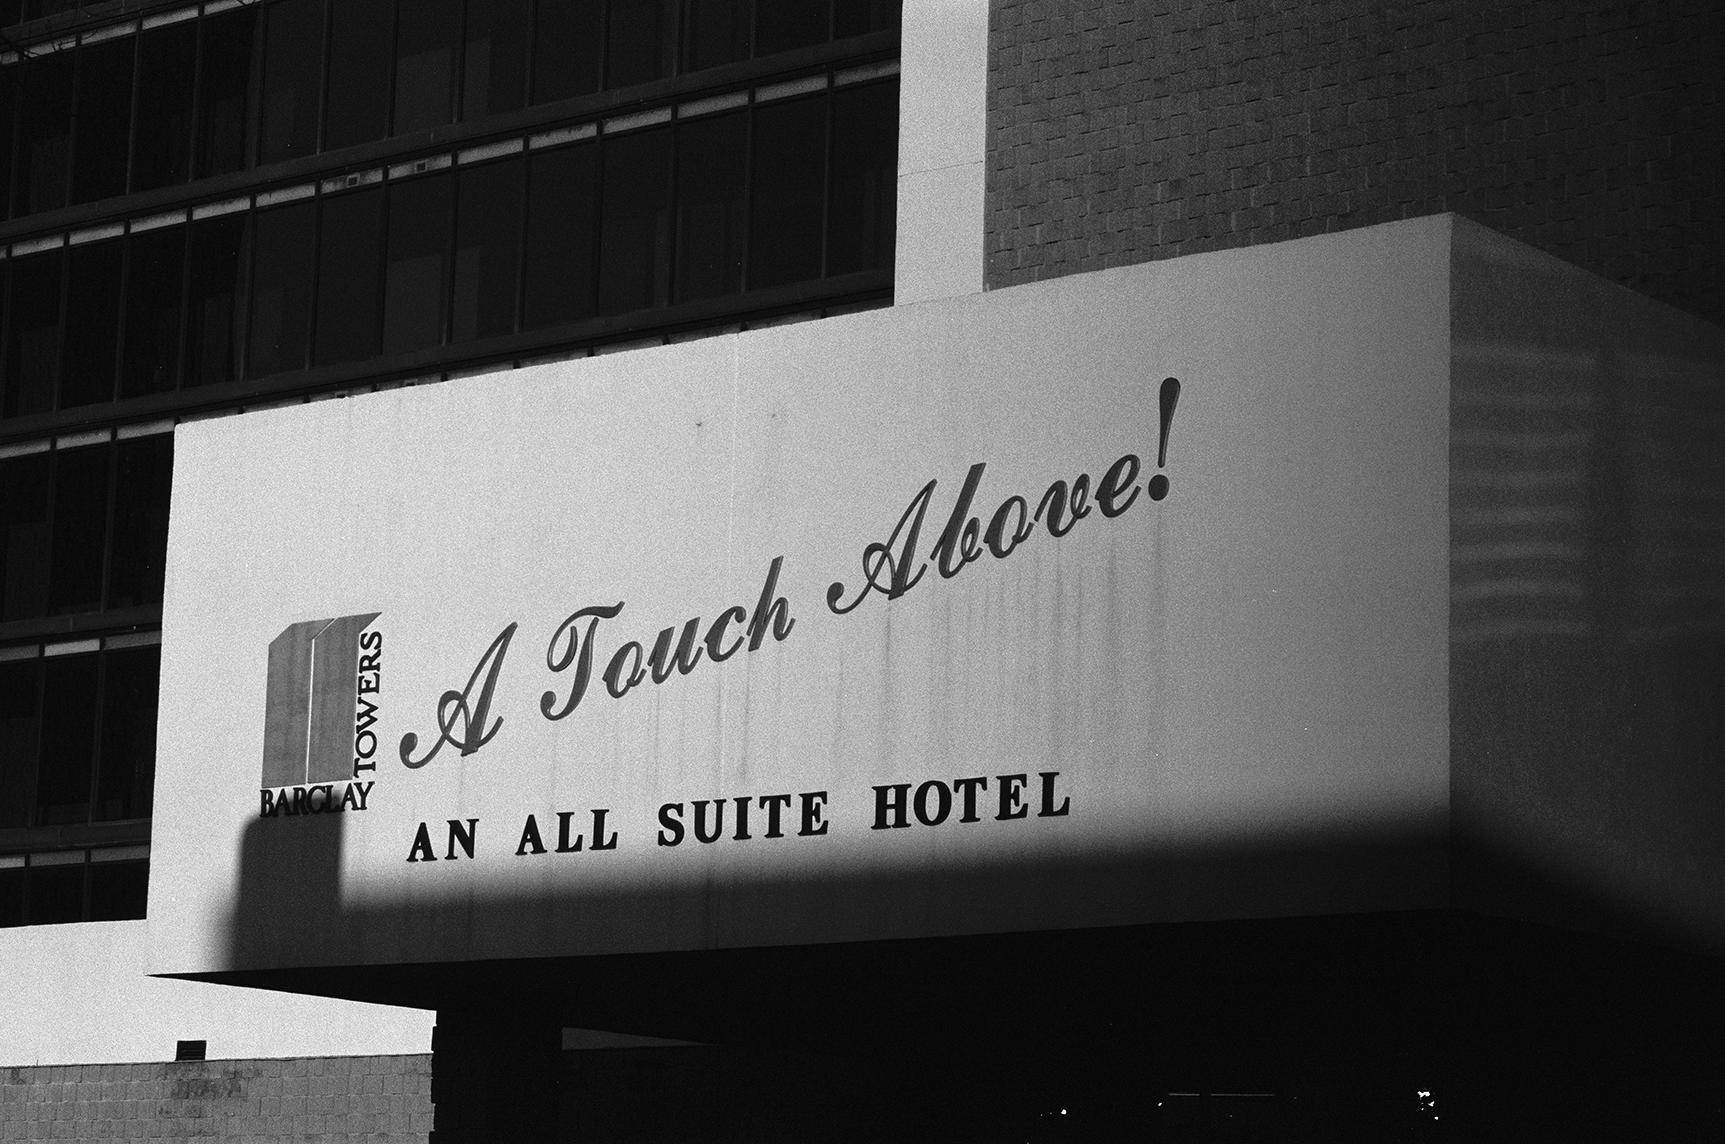 A Touch Above!
BARCLAY
TOWERS
AN ALL SUITE HOTEL